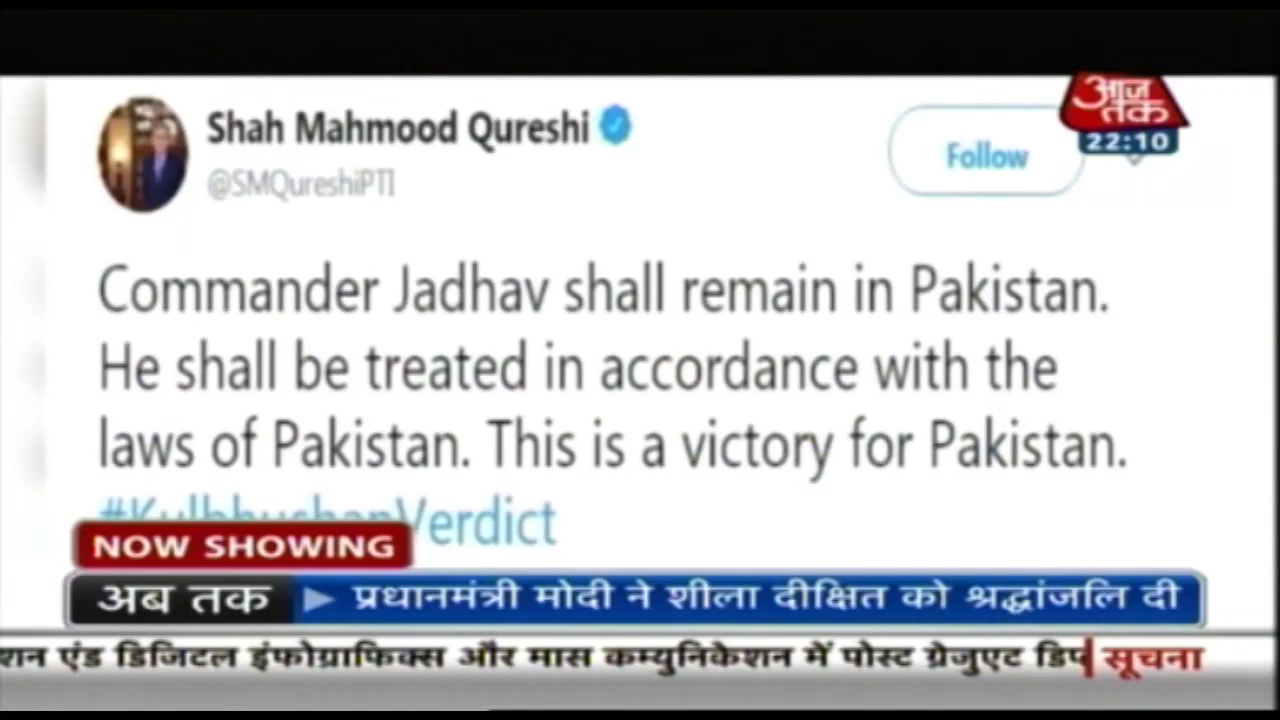 आज तक
22:10
Shah Mahmood Qureshi
@SMQureshiPTI
Follow
Commander Jadhav shall remain in Pakistan.
He shall be treated in accordance with the
laws of Pakistan. This is a victory for Pakistan.
#KulbhushanVerdict
NOW SHOWING
अब तक
प्रधानमंत्री मोदी ने शीला दीक्षित को श्रद्धांजलि दी
शन एंड डिजिटल इंफोग्राफिक्स और मास कम्युनिकेशन में पोस्ट ग्रेजुएट डिप
सूचना